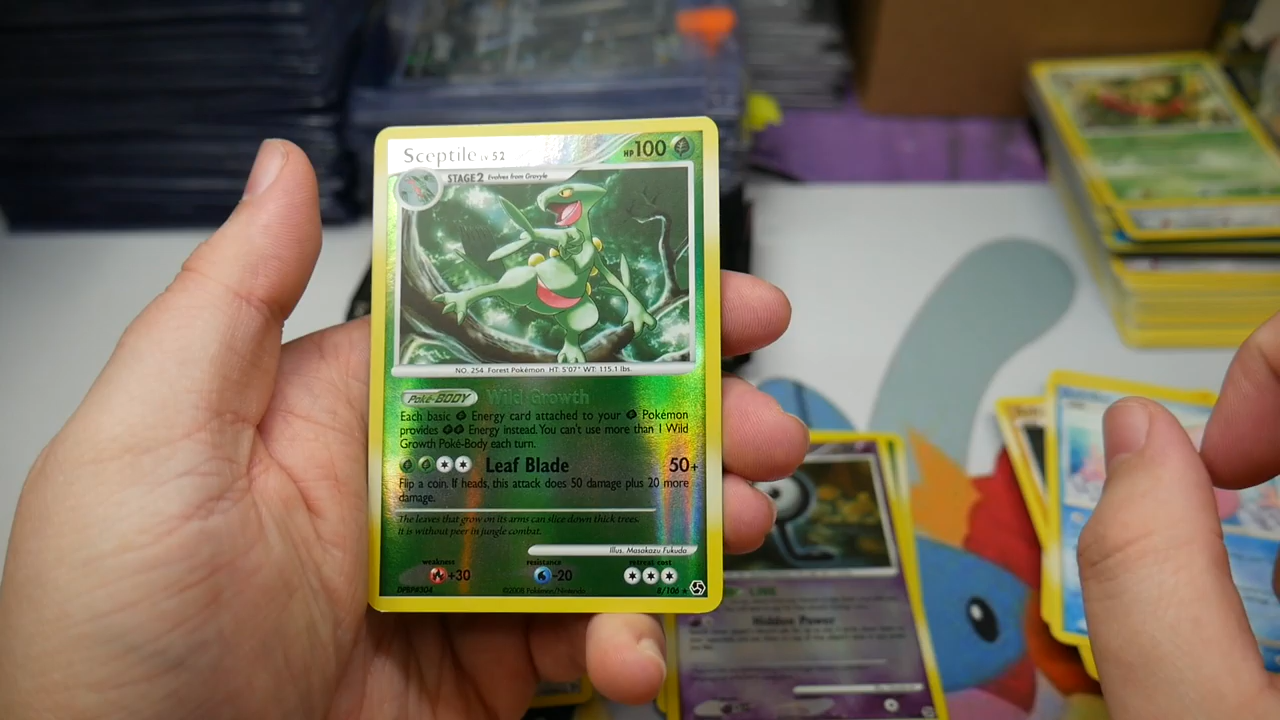 Sceptile LV.52 HP100
STAGE2 Evolves from Grovyle
NO. 254 Forest Pokémon HT: 5'07" WT: 115.1 lbs.
Poké-BODY Wild Growth
Each basic Energy card attached to your Pokémon
provides Energy instead. You can't use more than 1 Wild
Growth Poké-Body each turn.
Leaf Blade 50+
Flip a coin. If heads, this attack does 50 damage plus 20 more
damage.
The leaves that grow on its arms can slice down thick trees.
It is without peer in jungle combat.
Illus. Masakazu Fukuda
weakness resistance retreat cost
+30 -20
DPBP#304 ©2008 Pokémon/Nintendo 8/106
Hidden Power